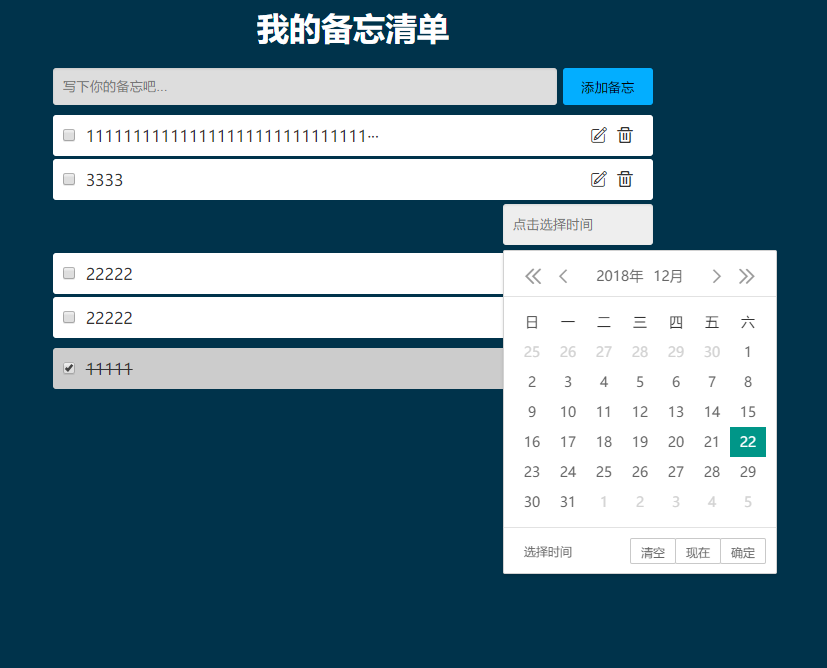 我的备忘清单
写下你的备忘吧... 添加备忘
1111111111111111111111111111111···
3333
点击选择时间
22222
22222
11111
2018年 12月
日 一 二 三 四 五 六
25 26 27 28 29 30 1
2 3 4 5 6 7 8
9 10 11 12 13 14 15
16 17 18 19 20 21 22
23 24 25 26 27 28 29
30 31 1 2 3 4 5
选择时间 清空 现在 确定